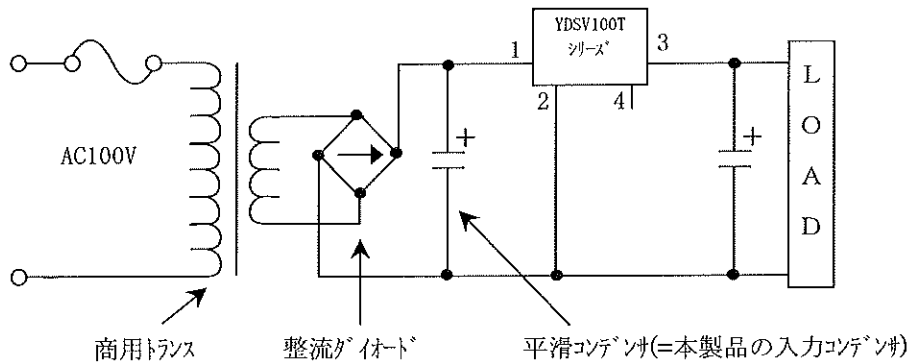 YDSV100T
シリーズ
1
3
2
4
+
+
AC100V
LOAD
商用トランス
整流ダイオード
平滑コンデンサ(=本製品の入力コンデンサ)